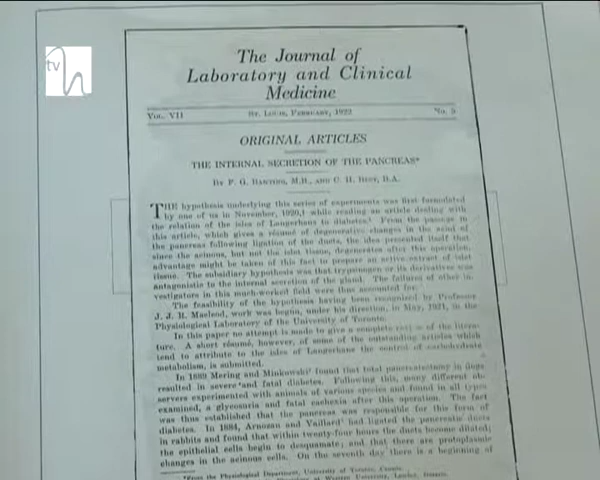 tv h
The Journal of
Laboratory and Clinical
Medicine
Vol. VII St. Louis, February, 1922 No. 5
ORIGINAL ARTICLES
THE INTERNAL SECRETION OF THE PANCREAS*
By F. G. Banting, M.B., and C. H. Best, B.A.
THE hypothesis underlying this series of experiments was first formulated
by one of us in November, 1920,¹ while reading an article dealing with
the relation of the isles of Langerhans to diabetes.¹ From the passage in
this article, which gives a résumé of degenerative changes in the acini of
the pancreas following ligation of the ducts, the idea presented itself that
since the acinous, but not the islet tissue, degenerates after this operation,
advantage might be taken of this fact to prepare an active extract of islet
tissue. The subsidiary hypothesis was that trypsinogen or its derivatives was
antagonistic to the internal secretion of the gland. The failures of other in-
vestigators in this much-worked field were thus accounted for.
The feasibility of the hypothesis having been recognized by Professor
J. J. R. Macleod, work was begun, under his direction, in May, 1921, in the
Physiological Laboratory of the University of Toronto.
In this paper no attempt is made to give a complete of the litera-
ture. A short résumé, however, of some of the outstanding articles which
tend to attribute to the isles of Langerhans the control of carbohydrate
metabolism, is submitted.
In 1889 Mering and Minkowski found that total pancreatectomy in dogs
resulted in severe and fatal diabetes. Following this, many different ob-
servers experimented with animals of various species and found in all types
examined, a glycosuria and fatal cachexia after this operation. The fact
was thus established that the pancreas was responsible for this form of
diabetes. In 1884, Arnozan and Vaillard³ had ligated the pancreatic ducts
in rabbits and found that within twenty-four hours the ducts become dilated;
the epithelial cells begin to desquamate; and that there are protoplasmic
changes in the acinous cells. On the seventh day there is a beginning of
*From the Physiological Department, University of Toronto, Canada.
of Western University, London, Ontario.